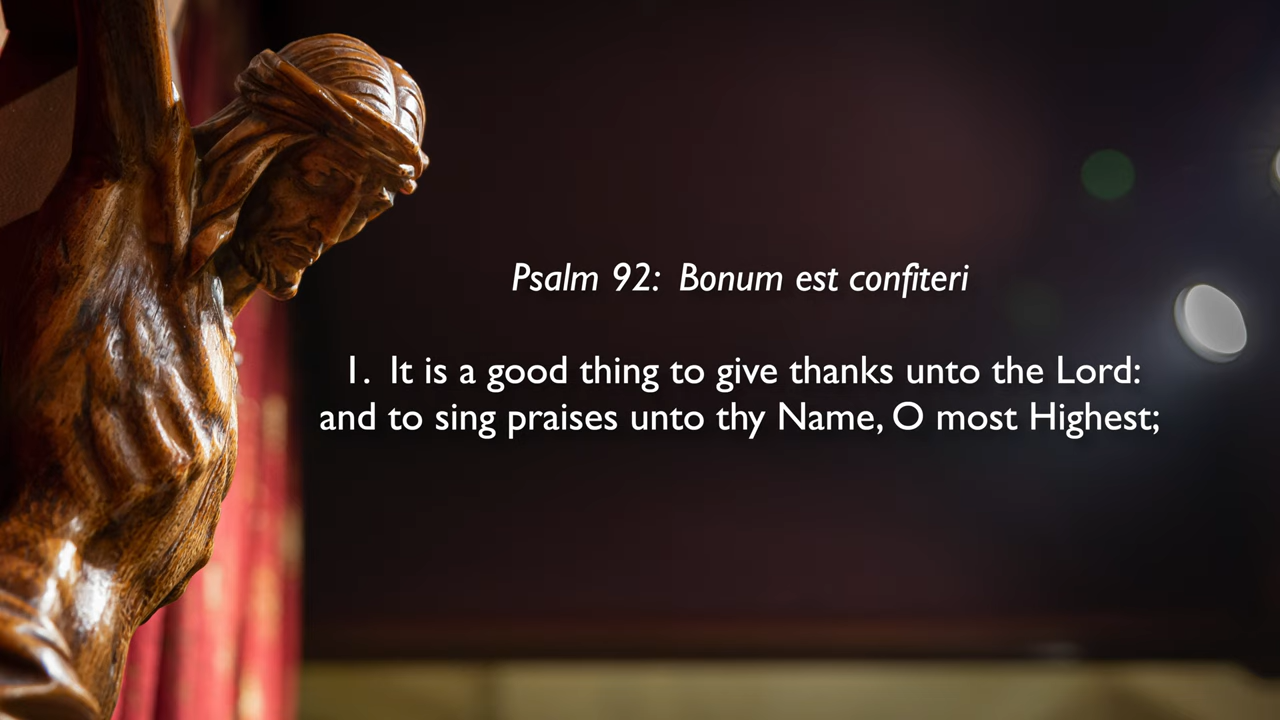 Psalm 92: Bonum est confiteri
1. It is a good thing to give thanks unto the Lord:
and to sing praises unto thy Name, O most Highest;